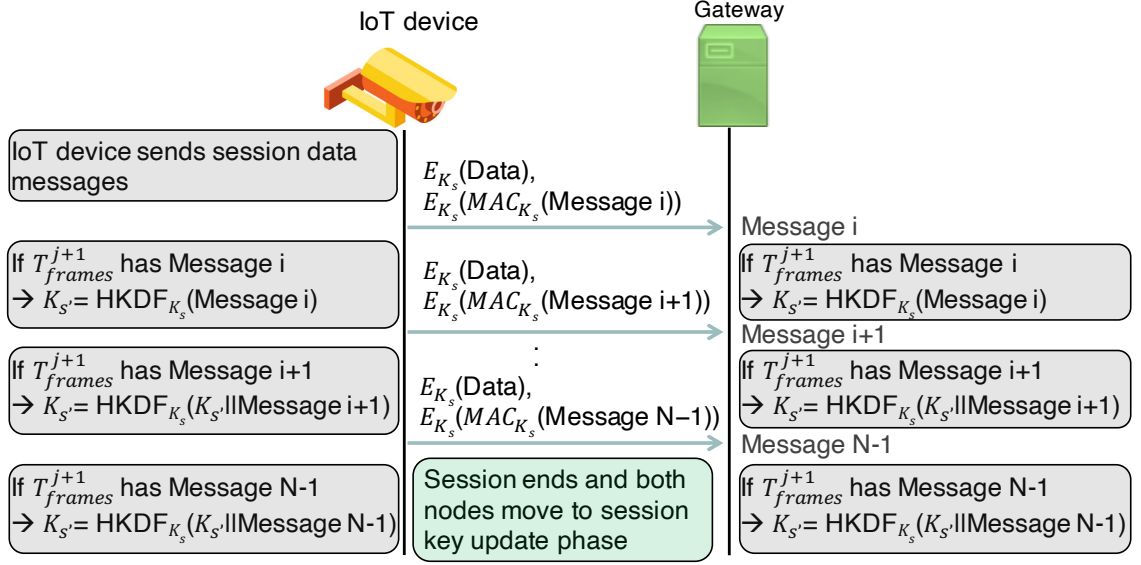 IoT device
Gateway
IoT device sends session data
messages
E_{K_s}(Data),
E_{K_s}(MAC_{K_s}(Message i))
Message i
If T_{frames}^{j+1} has Message i
→ K_{s'}= HKDF_{K_s}(Message i)
E_{K_s}(Data),
E_{K_s}(MAC_{K_s}(Message i+1))
If T_{frames}^{j+1} has Message i
→ K_{s'}= HKDF_{K_s}(Message i)
Message i+1
If T_{frames}^{j+1} has Message i+1
→ K_{s'}= HKDF_{K_s}(K_{s'}||Message i+1)
:
E_{K_s}(Data),
E_{K_s}(MAC_{K_s}(Message N−1))
If T_{frames}^{j+1} has Message i+1
→ K_{s'}= HKDF_{K_s}(K_{s'}||Message i+1)
Message N-1
If T_{frames}^{j+1} has Message N-1
→ K_{s'}= HKDF_{K_s}(K_{s'}||Message N-1)
Session ends and both
nodes move to session
key update phase
If T_{frames}^{j+1} has Message N-1
→ K_{s'}= HKDF_{K_s}(K_{s'}||Message N-1)